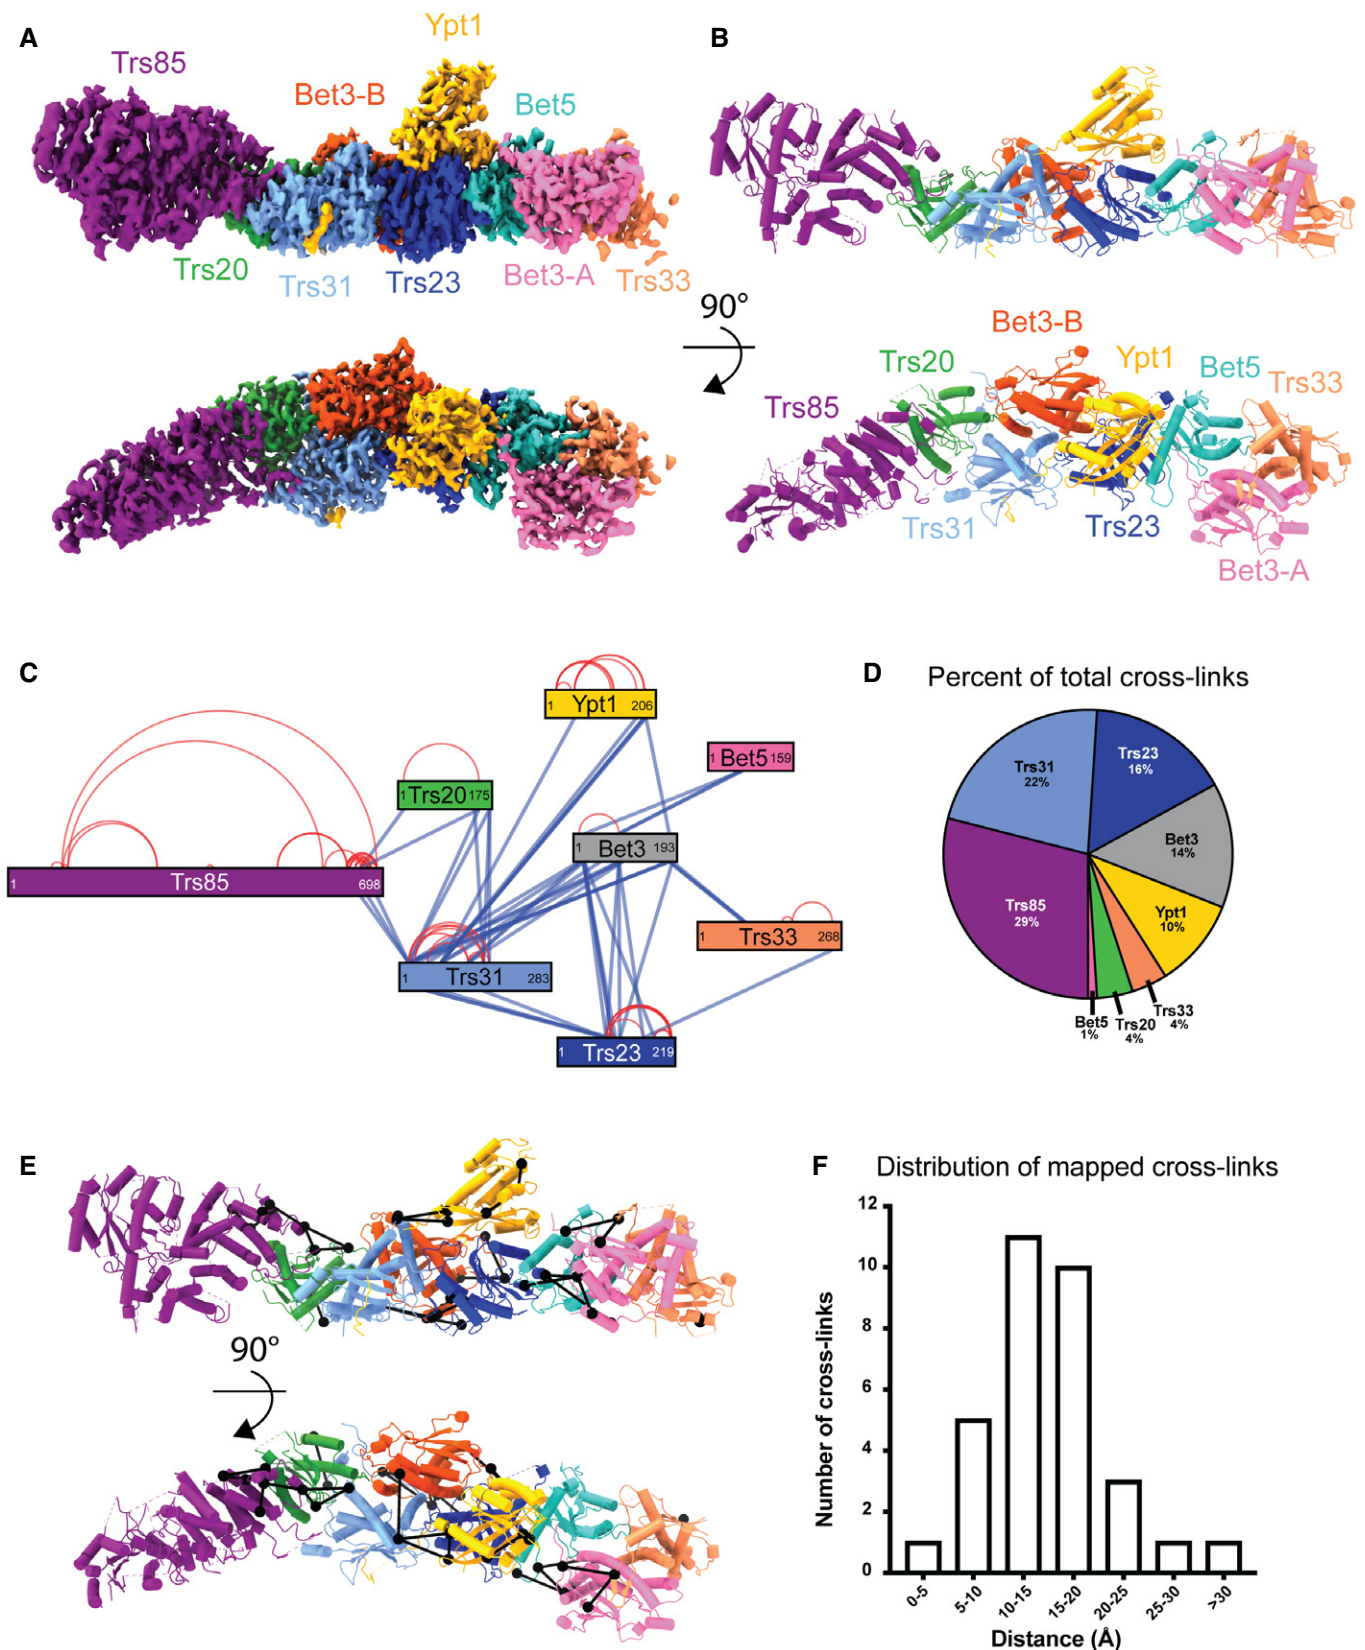 A
Ypt1
Trs85
Bet3-B
Bet5
Trs20
Trs31
Trs23
Bet3-A
Trs33
90°
B
Bet3-B
Trs20
Ypt1
Bet5
Trs33
Trs85
Trs31
Trs23
Bet3-A
C
1 Ypt1 206
1 Bet5 159
1 Trs20 175
1 Bet3 193
1 Trs85 698
1 Trs33 268
1 Trs31 283
1 Trs23 219
D
Percent of total cross-links
Trs23
16%
Trs31
22%
Bet3
14%
Trs85
29%
Ypt1
10%
Trs33
4%
Trs20
4%
Bet5
1%
E
90°
F
Distribution of mapped cross-links
Number of cross-links
12
10
8
6
4
2
0
0-5
5-10
10-15
15-20
20-25
25-30
>30
Distance (Å)